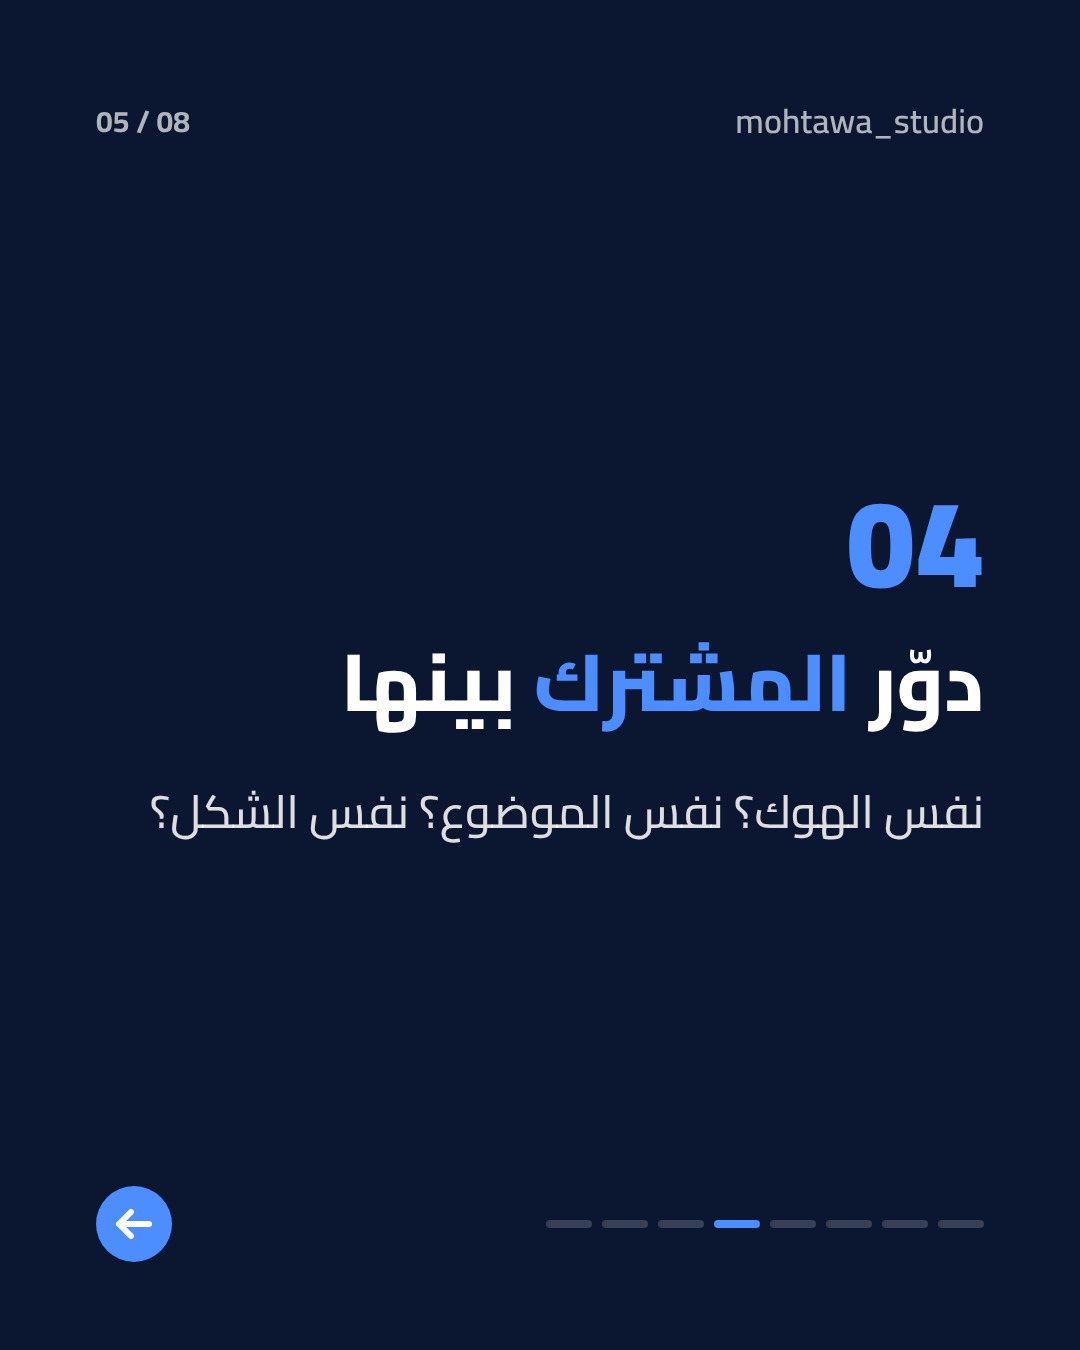 mohtawa_studio
05 / 08
04
دوّر المشترك بينها
نفس الهوك؟ نفس الموضوع؟ نفس الشكل؟